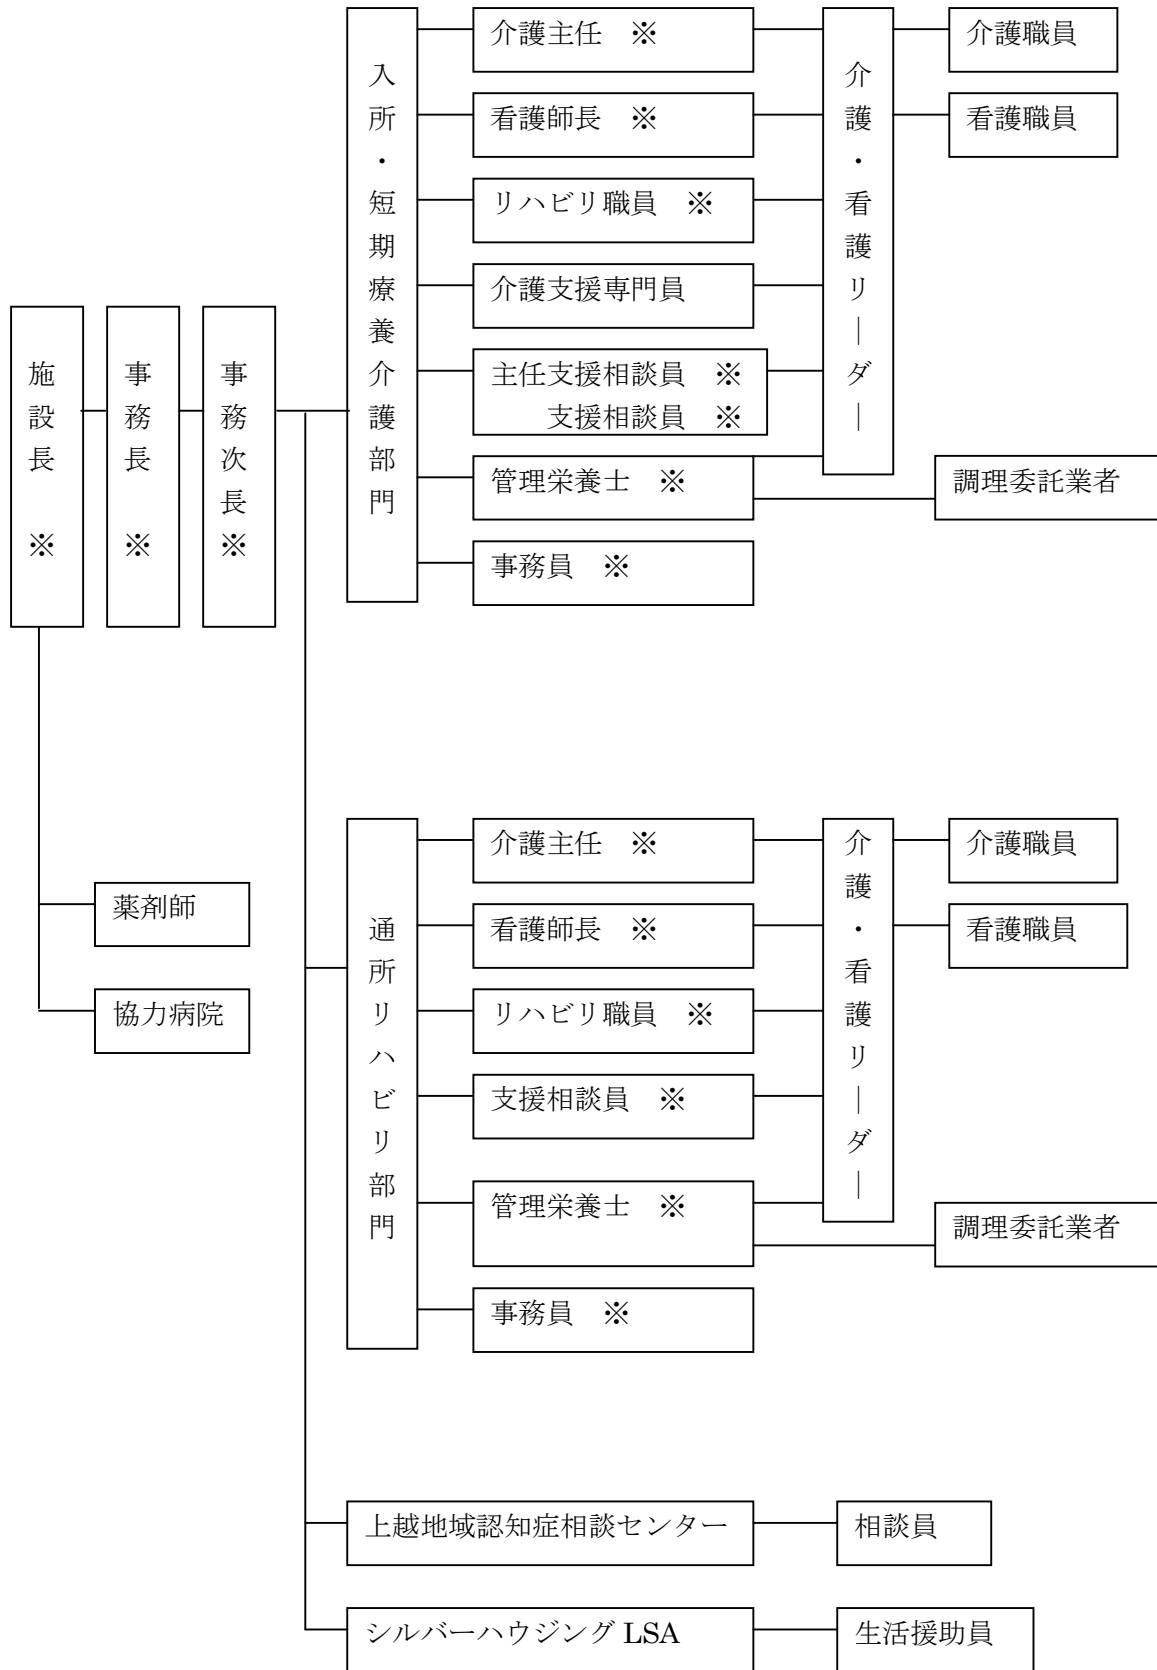 施設長 ※
事務長 ※
事務次長※
入所・短期療養介護部門
介護主任 ※
看護師長 ※
リハビリ職員 ※
介護支援専門員
主任支援相談員 ※
支援相談員 ※
管理栄養士 ※
事務員 ※
介護・看護リーダー
介護職員
看護職員
調理委託業者
薬剤師
協力病院
通所リハビリ部門
介護主任 ※
看護師長 ※
リハビリ職員 ※
支援相談員 ※
管理栄養士 ※
事務員 ※
介護・看護リーダー
介護職員
看護職員
調理委託業者
上越地域認知症相談センター
相談員
シルバーハウジング LSA
生活援助員